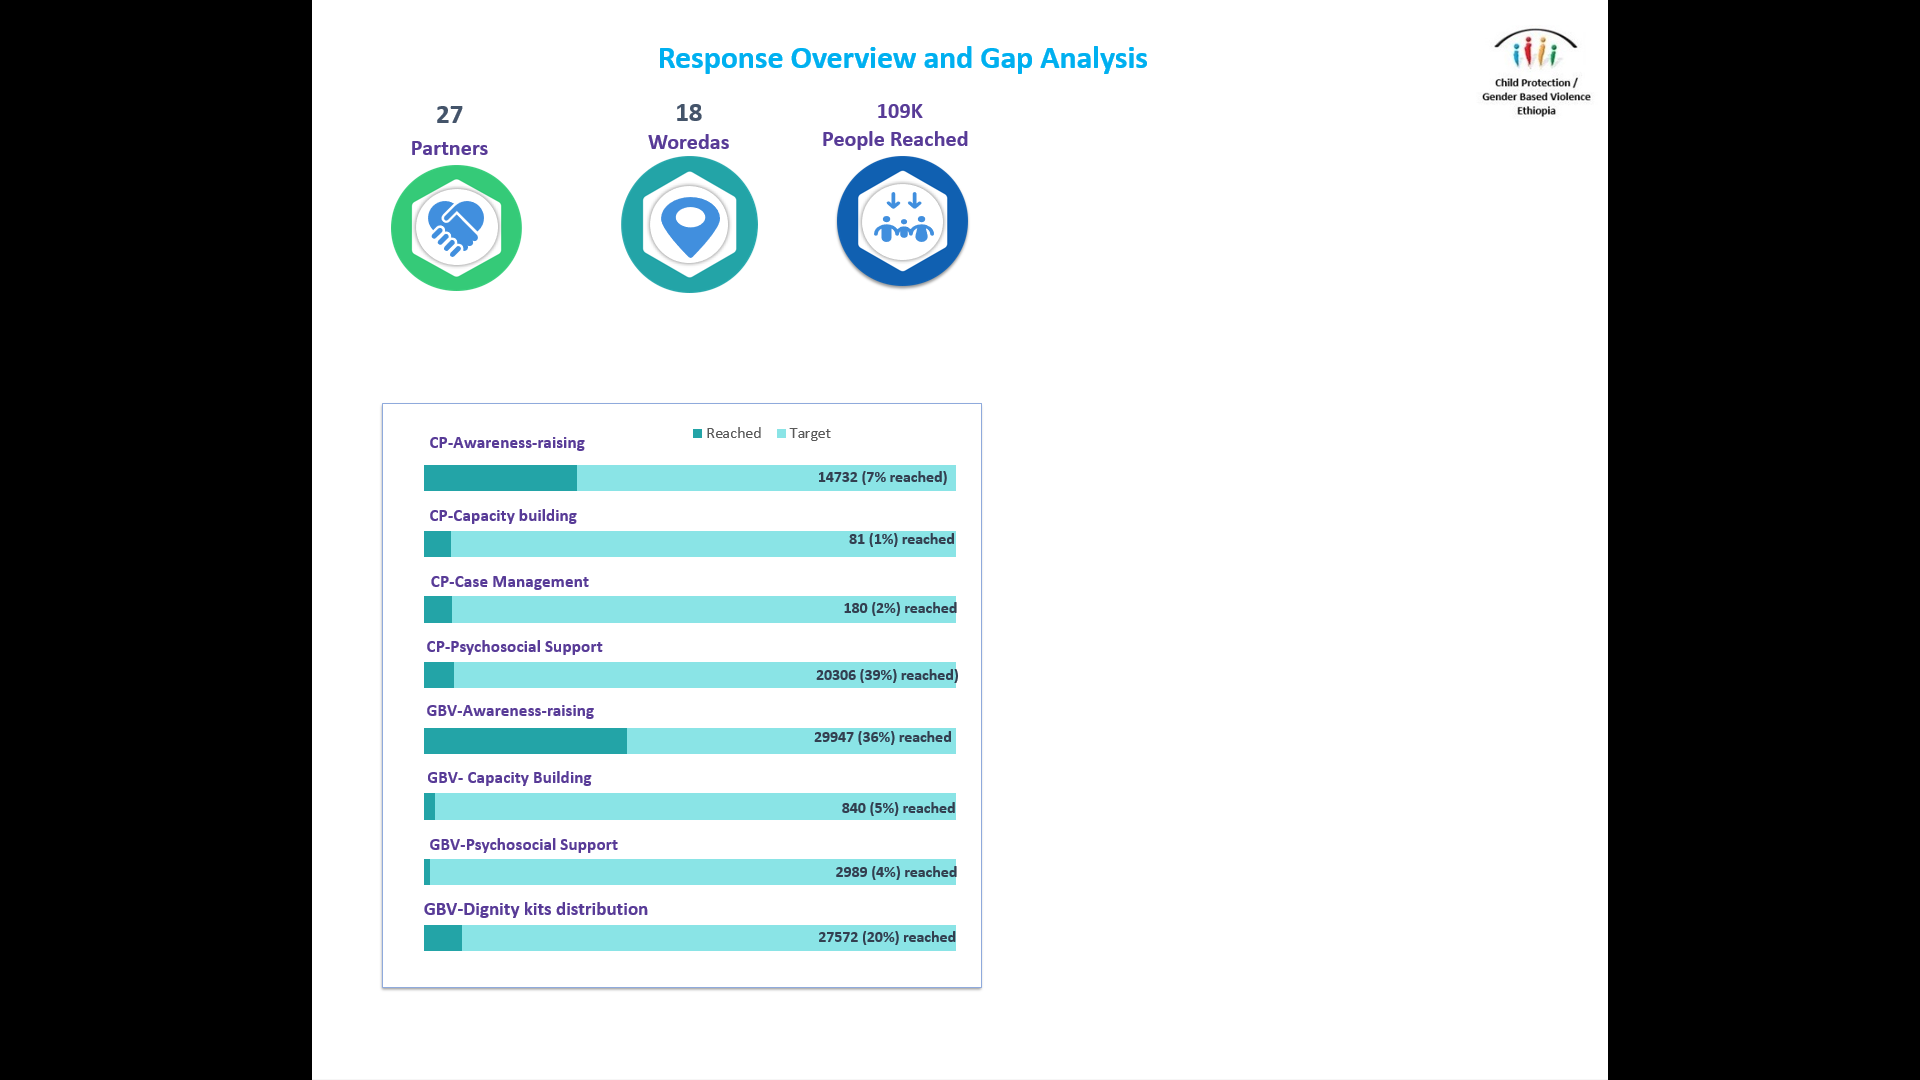 Response Overview and Gap Analysis
Child Protection /
Gender Based Violence
Ethiopia
27
Partners
18
Woredas
109K
People Reached
Reached
Target
CP-Awareness-raising
14732 (7% reached)
CP-Capacity building
81 (1%) reached
CP-Case Management
180 (2%) reached
CP-Psychosocial Support
20306 (39%) reached)
GBV-Awareness-raising
29947 (36%) reached
GBV- Capacity Building
840 (5%) reached
GBV-Psychosocial Support
2989 (4%) reached
GBV-Dignity kits distribution
27572 (20%) reached